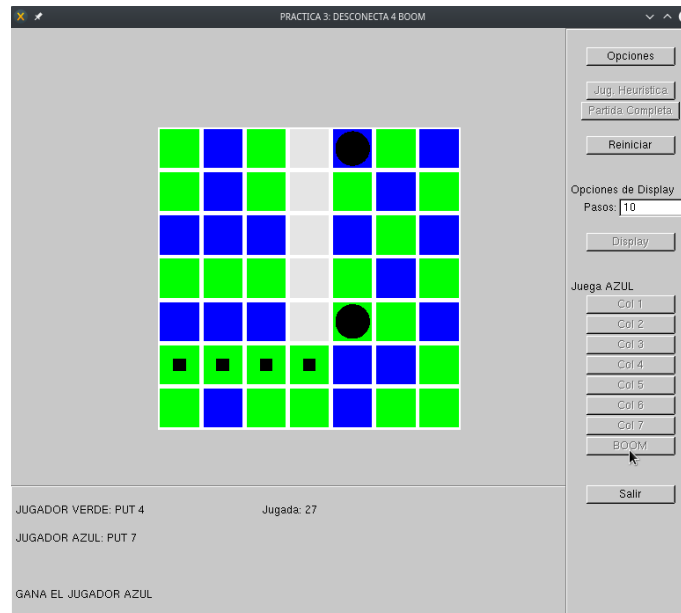 PRACTICA 3: DESCONECTA 4 BOOM
Opciones
Jug. Heuristica
Partida Completa
Reiniciar
Opciones de Display
Pasos: 10
Display
Juega AZUL
Col 1
Col 2
Col 3
Col 4
Col 5
Col 6
Col 7
BOOM
Salir
JUGADOR VERDE: PUT 4 Jugada: 27
JUGADOR AZUL: PUT 7
GANA EL JUGADOR AZUL